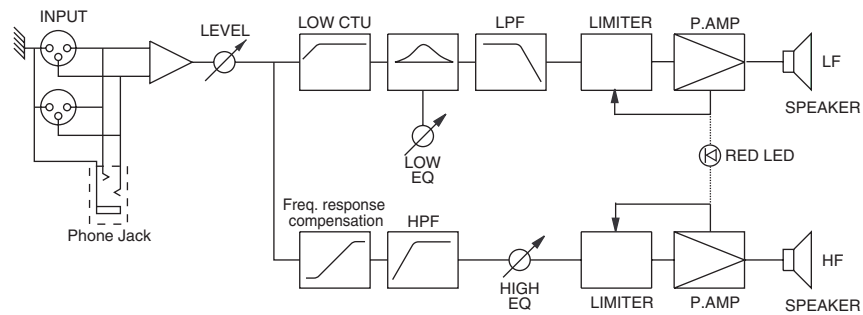 INPUT
LEVEL
LOW CTU
LPF
LIMITER
P.AMP
LF
SPEAKER
LOW
EQ
RED LED
Phone Jack
Freq. response
compensation
HPF
HIGH
EQ
LIMITER
P.AMP
HF
SPEAKER